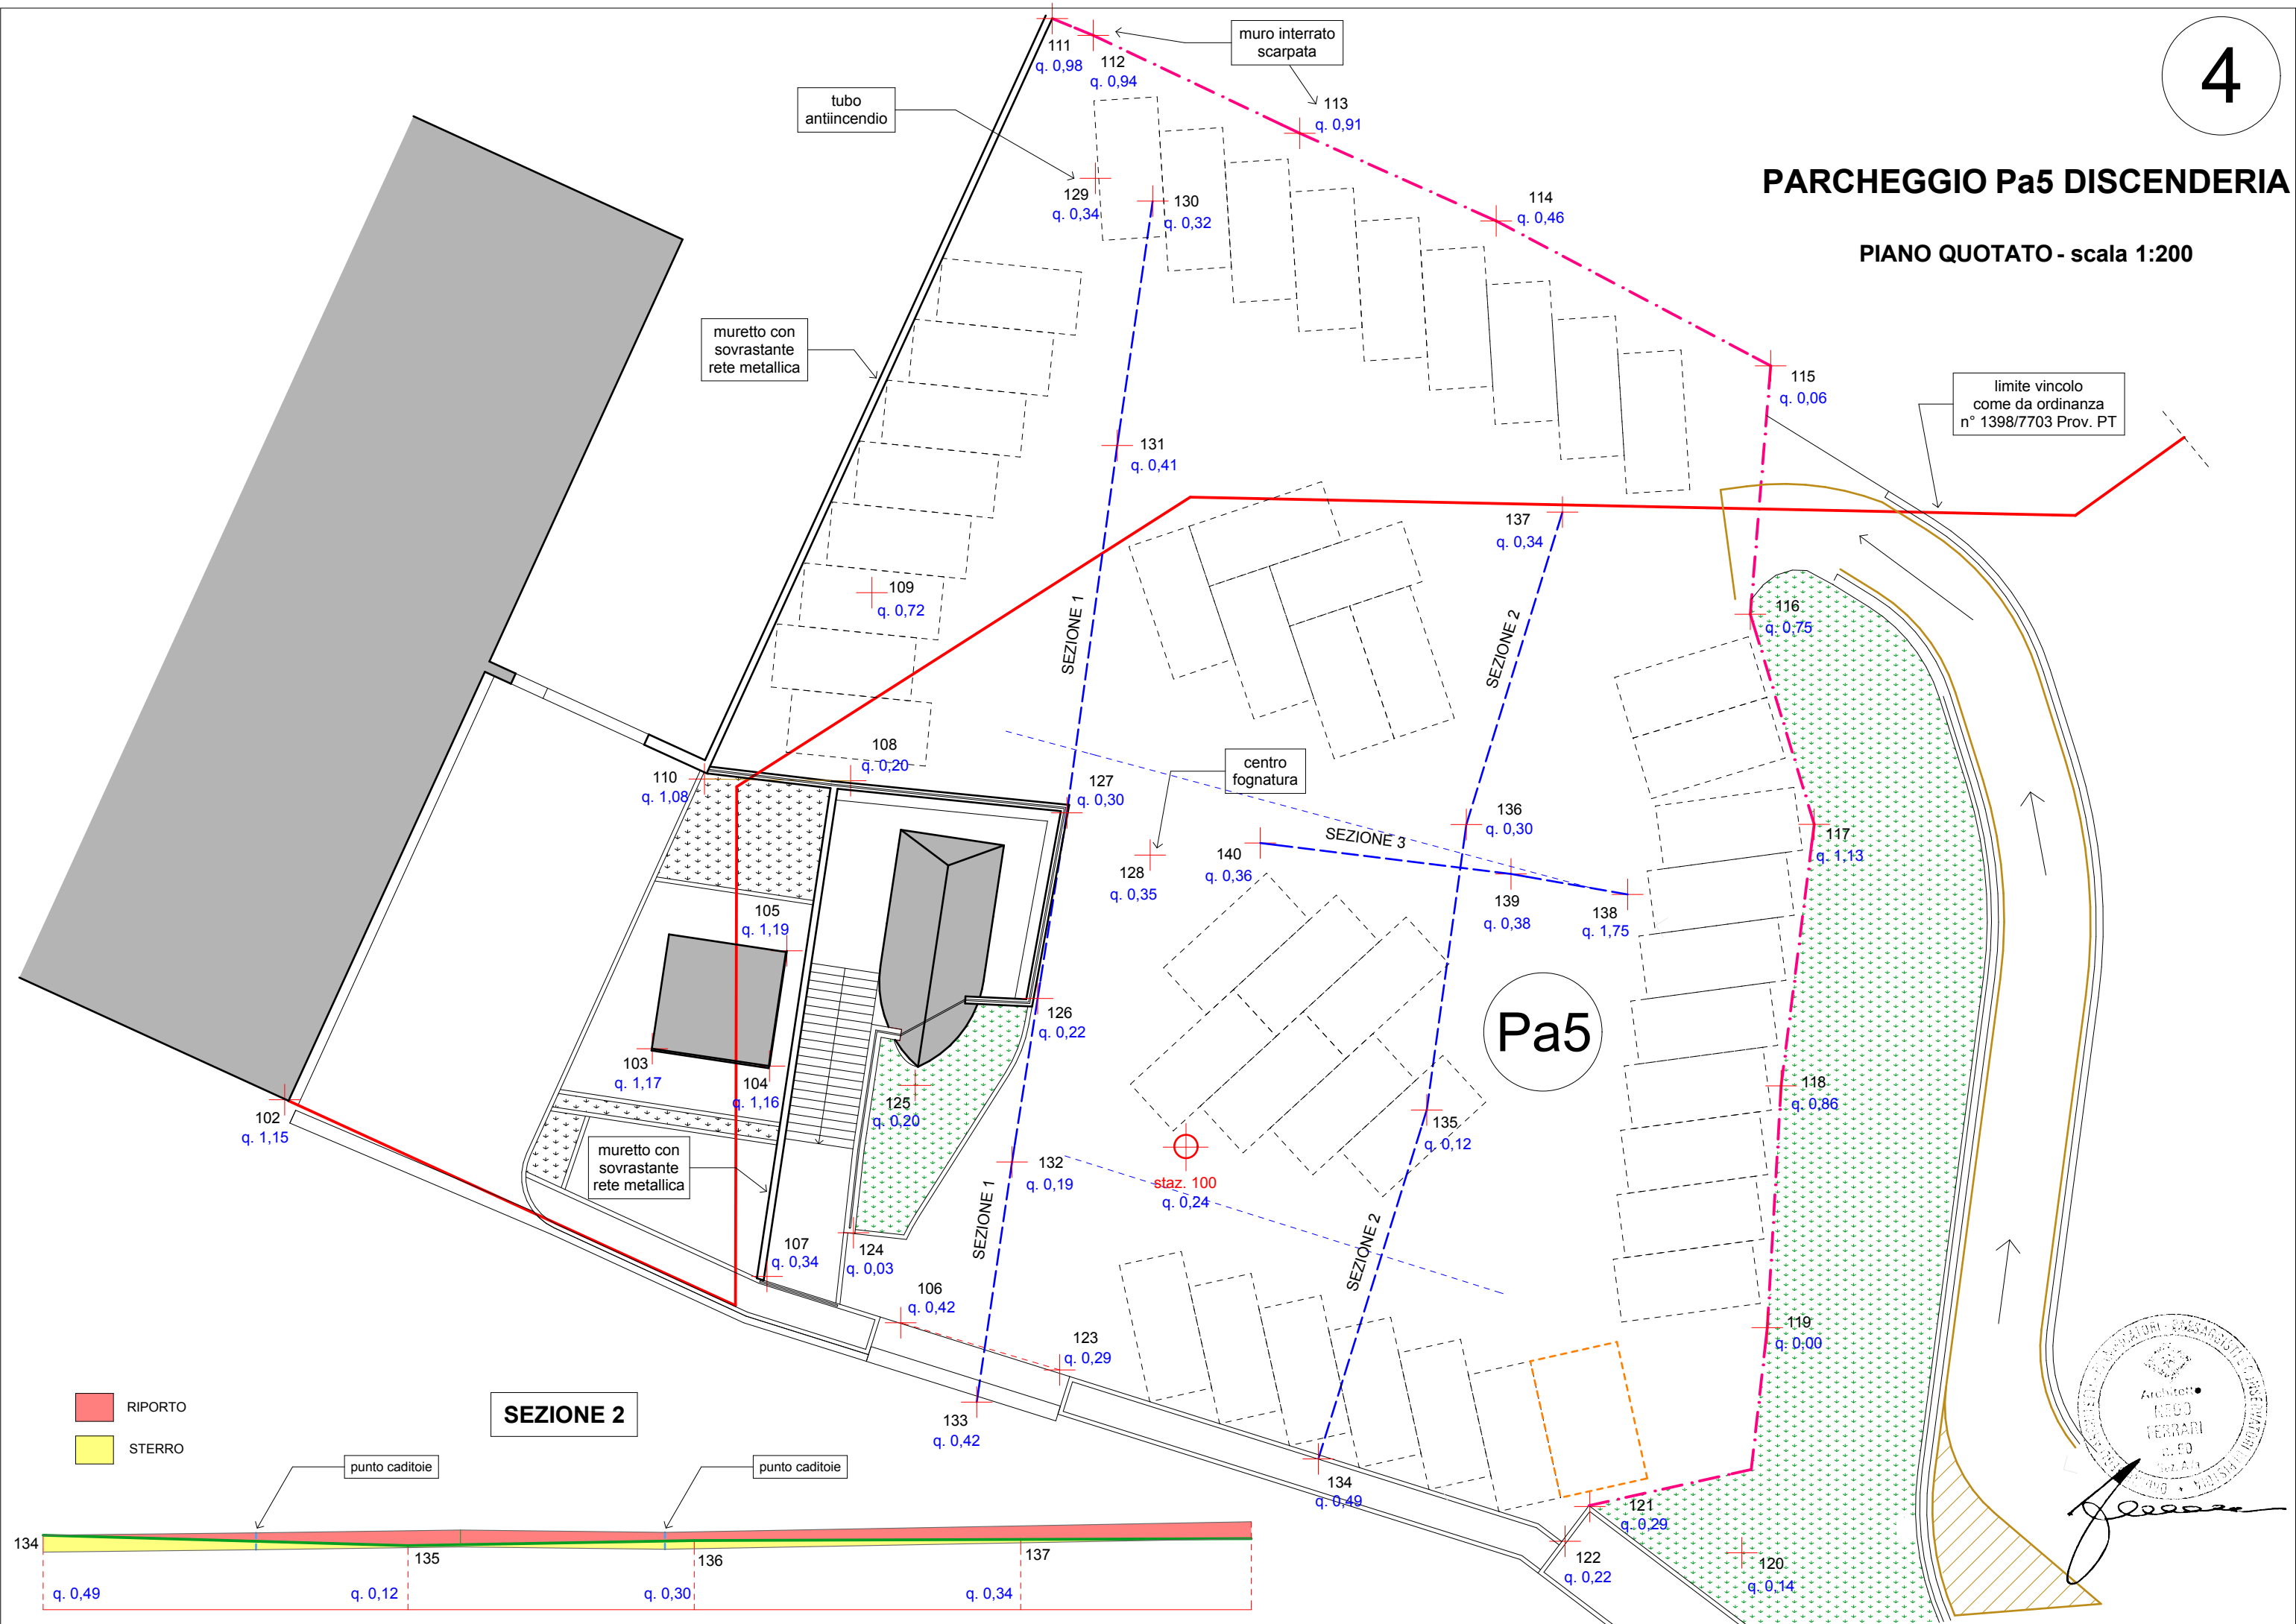 4
PARCHEGGIO Pa5 DISCENDERIA
PIANO QUOTATO - scala 1:200
111
q. 0,98
112
q. 0,94
muro interrato
scarpata
113
q. 0,91
tubo
antiincendio
129
q. 0,34
130
q. 0,32
114
q. 0,46
muretto con
sovrastante
rete metallica
115
q. 0,06
limite vincolo
come da ordinanza
n° 1398/7703 Prov. PT
131
q. 0,41
137
q. 0,34
109
q. 0,72
SEZIONE 1
SEZIONE 2
116
q. 0,75
108
q. 0,20
110
q. 1,08
127
q. 0,30
centro
fognatura
136
q. 0,30
SEZIONE 3
117
q. 1,13
140
q. 0,36
128
q. 0,35
139
q. 0,38
138
q. 1,75
105
q. 1,19
126
q. 0,22
Pa5
103
q. 1,17
104
q. 1,16
125
q. 0,20
118
q. 0,86
102
q. 1,15
135
q. 0,12
muretto con
sovrastante
rete metallica
132
q. 0,19
staz. 100
q. 0,24
SEZIONE 1
SEZIONE 2
107
q. 0,34
124
q. 0,03
106
q. 0,42
123
q. 0,29
119
q. 0,00
133
q. 0,42
134
q. 0,49
121
q. 0,29
122
q. 0,22
120
q. 0,14
Architetto
FERRARI
RIPORTO
STERRO
SEZIONE 2
punto caditoie
punto caditoie
134
135
136
137
q. 0,49
q. 0,12
q. 0,30
q. 0,34